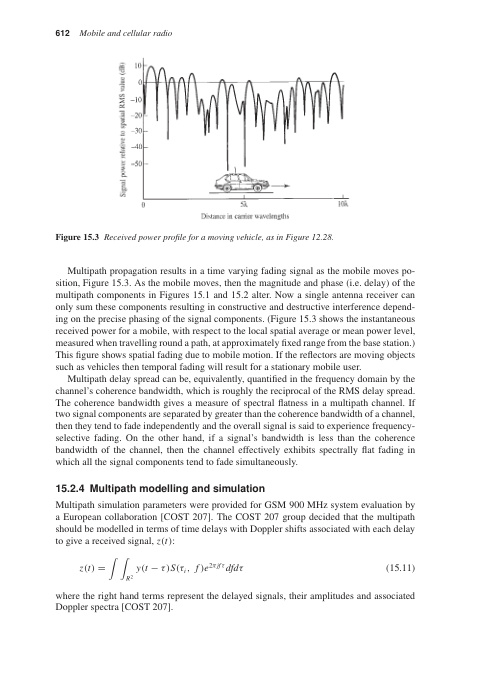 612 Mobile and cellular radio
Signal power relative to spatial RMS value (dB)
10
0
−10
−20
−30
−40
−50
0
5λ
10λ
Distance in carrier wavelengths
Figure 15.3 Received power profile for a moving vehicle, as in Figure 12.28.
Multipath propagation results in a time varying fading signal as the mobile moves po-
sition, Figure 15.3. As the mobile moves, then the magnitude and phase (i.e. delay) of the
multipath components in Figures 15.1 and 15.2 alter. Now a single antenna receiver can
only sum these components resulting in constructive and destructive interference depend-
ing on the precise phasing of the signal components. (Figure 15.3 shows the instantaneous
received power for a mobile, with respect to the local spatial average or mean power level,
measured when travelling round a path, at approximately fixed range from the base station.)
This figure shows spatial fading due to mobile motion. If the reflectors are moving objects
such as vehicles then temporal fading will result for a stationary mobile user.
Multipath delay spread can be, equivalently, quantified in the frequency domain by the
channel's coherence bandwidth, which is roughly the reciprocal of the RMS delay spread.
The coherence bandwidth gives a measure of spectral flatness in a multipath channel. If
two signal components are separated by greater than the coherence bandwidth of a channel,
then they tend to fade independently and the overall signal is said to experience frequency-
selective fading. On the other hand, if a signal's bandwidth is less than the coherence
bandwidth of the channel, then the channel effectively exhibits spectrally flat fading in
which all the signal components tend to fade simultaneously.
15.2.4 Multipath modelling and simulation
Multipath simulation parameters were provided for GSM 900 MHz system evaluation by
a European collaboration [COST 207]. The COST 207 group decided that the multipath
should be modelled in terms of time delays with Doppler shifts associated with each delay
to give a received signal, z(t):
z(t) = ∫∫_{R²} y(t − τ)S(τᵢ, f)e^{2πjfτ} dfdτ (15.11)
where the right hand terms represent the delayed signals, their amplitudes and associated
Doppler spectra [COST 207].